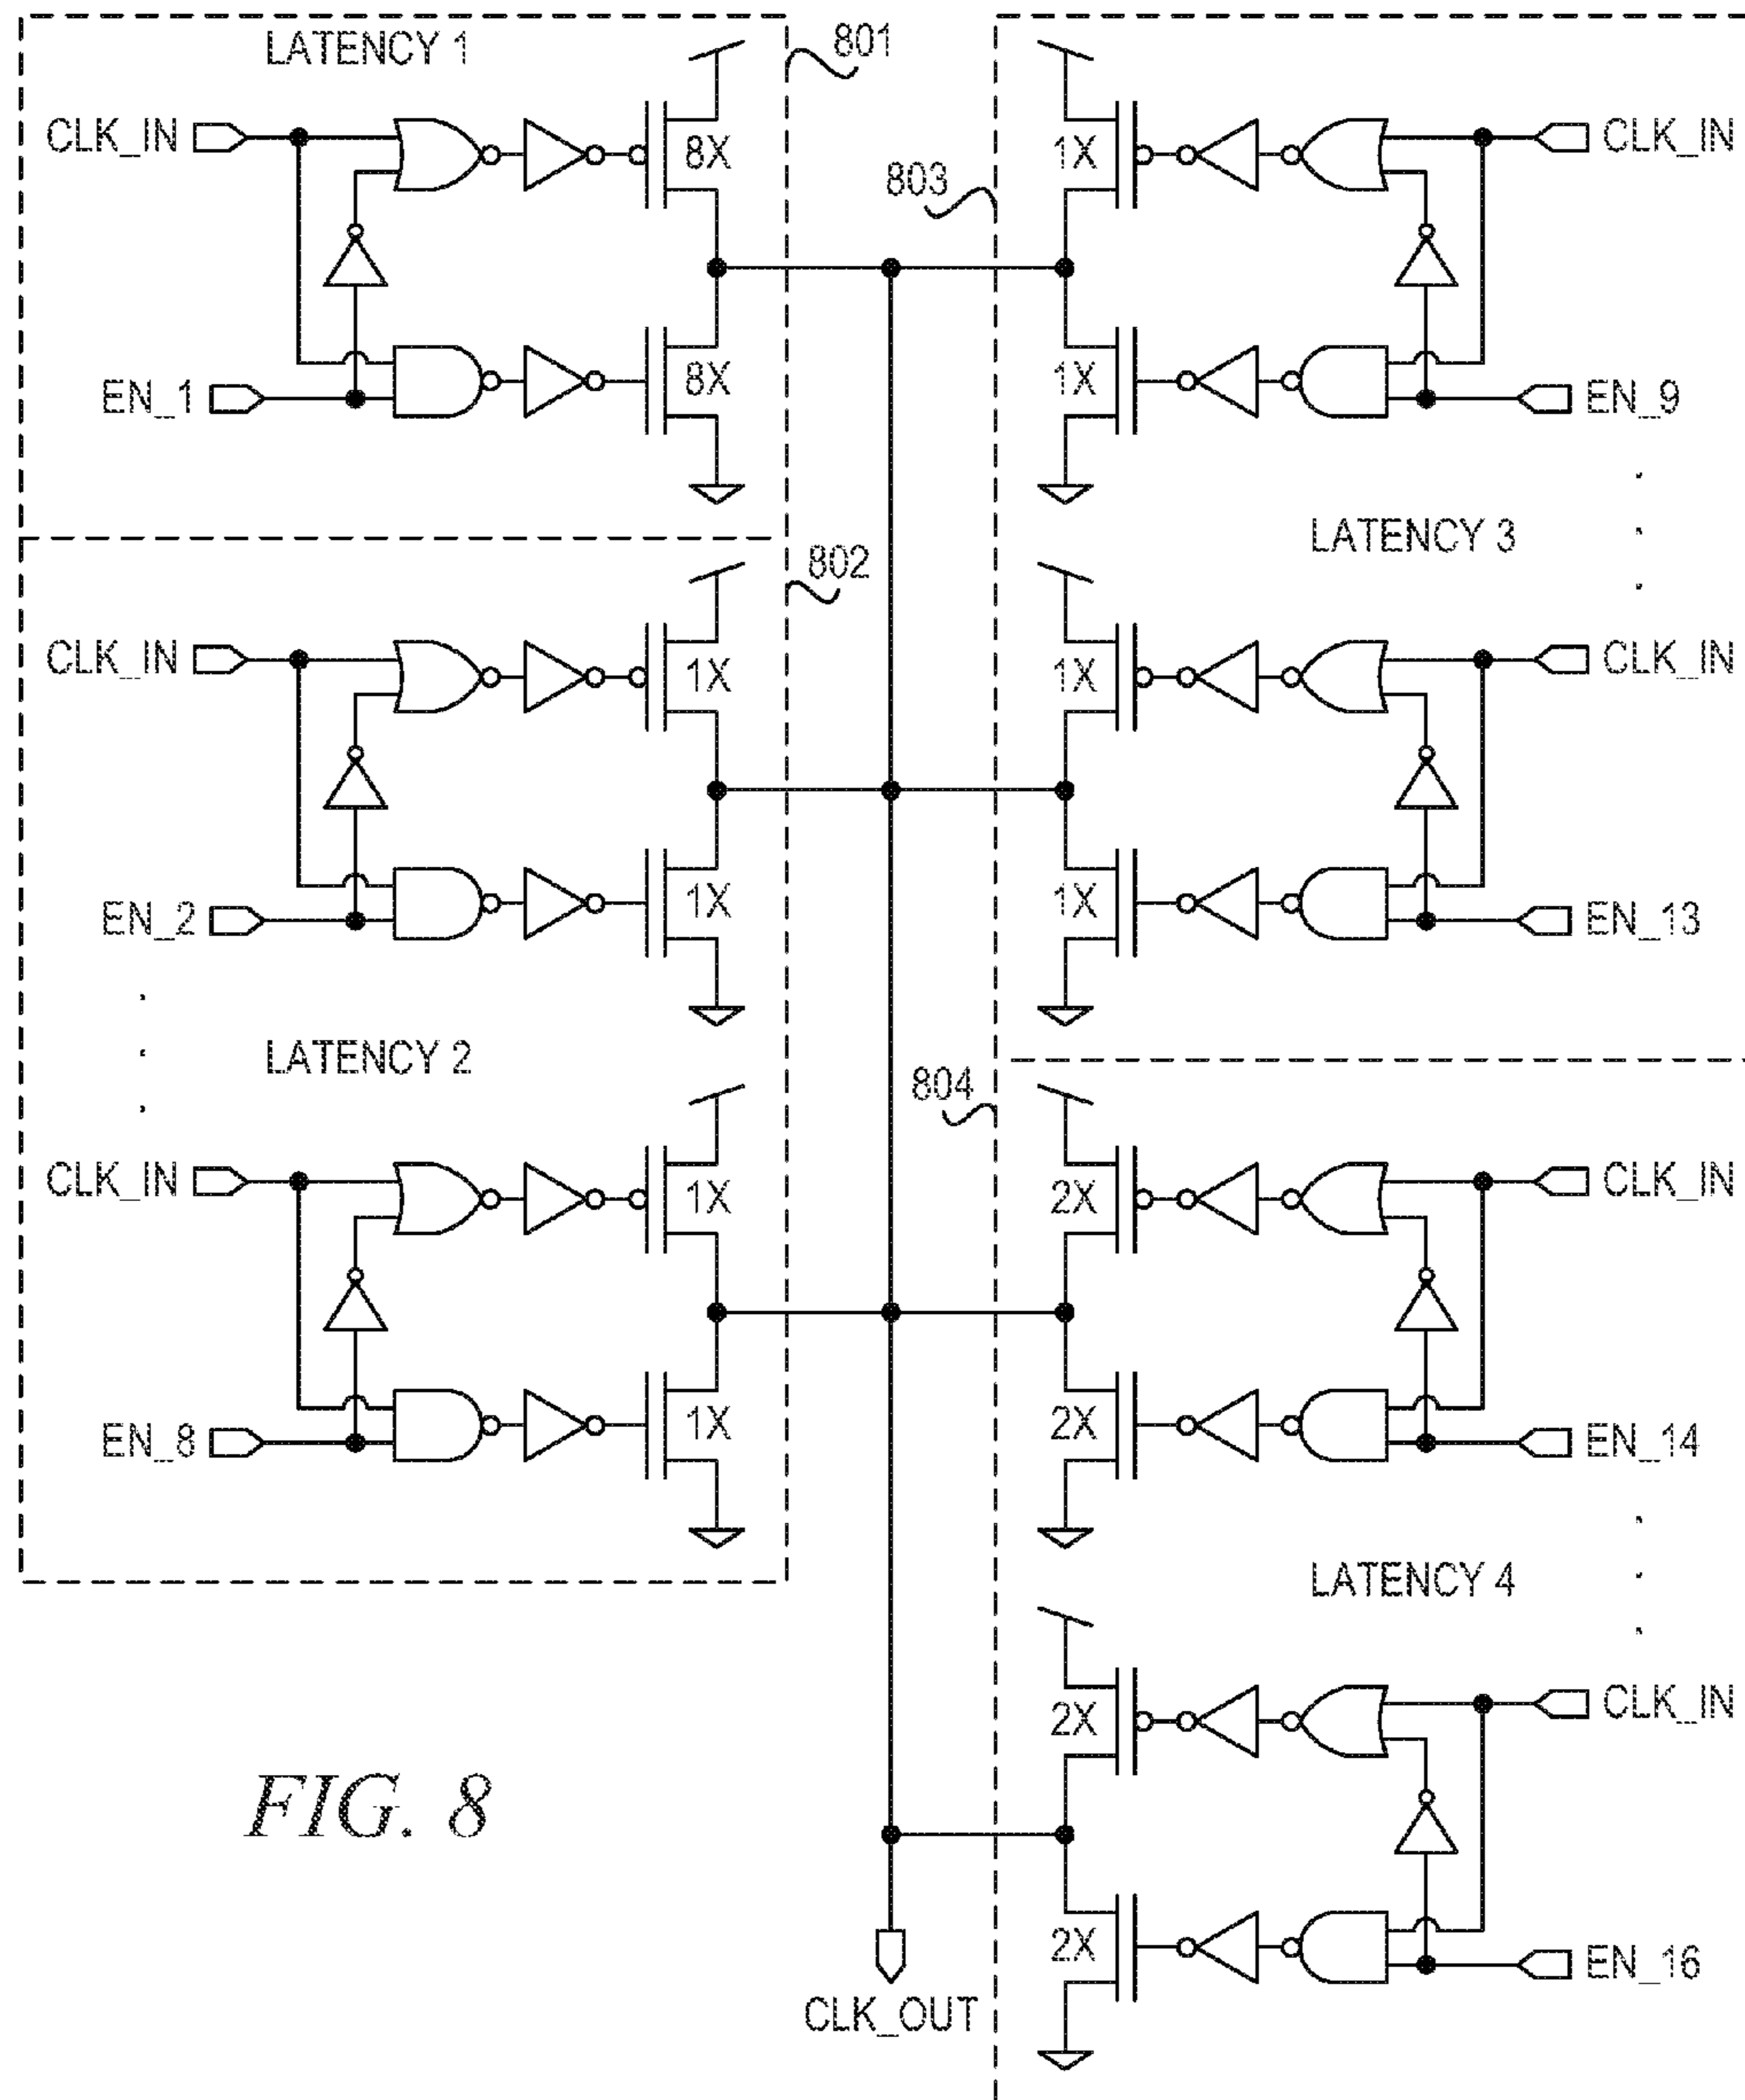 LATENCY 1
801
CLK_IN
8X
8X
EN_1
802
CLK_IN
1X
1X
EN_2
LATENCY 2
CLK_IN
1X
1X
EN_8
803
1X
CLK_IN
1X
EN_9
LATENCY 3
1X
CLK_IN
1X
EN_13
804
2X
CLK_IN
2X
EN_14
LATENCY 4
2X
CLK_IN
2X
EN_16
CLK_OUT
FIG. 8